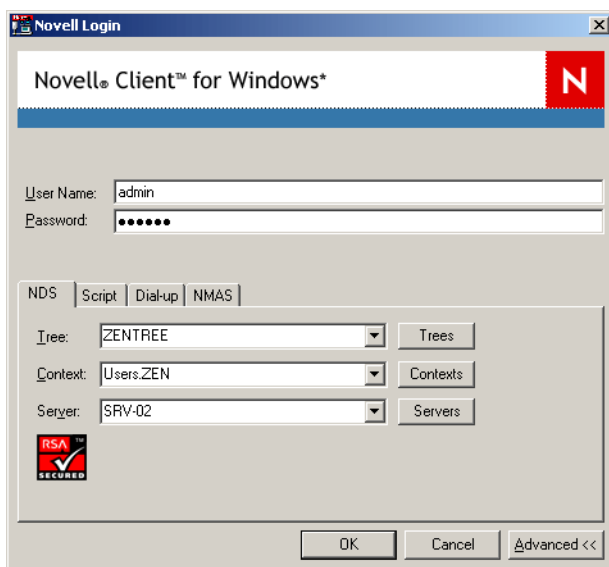 Novell Login
Novell® Client™ for Windows*
N
User Name: admin
Password: ●●●●●●
NDS Script Dial-up NMAS
Tree: ZENTREE Trees
Context: Users.ZEN Contexts
Server: SRV-02 Servers
RSA ™
SECURED
OK Cancel Advanced <<